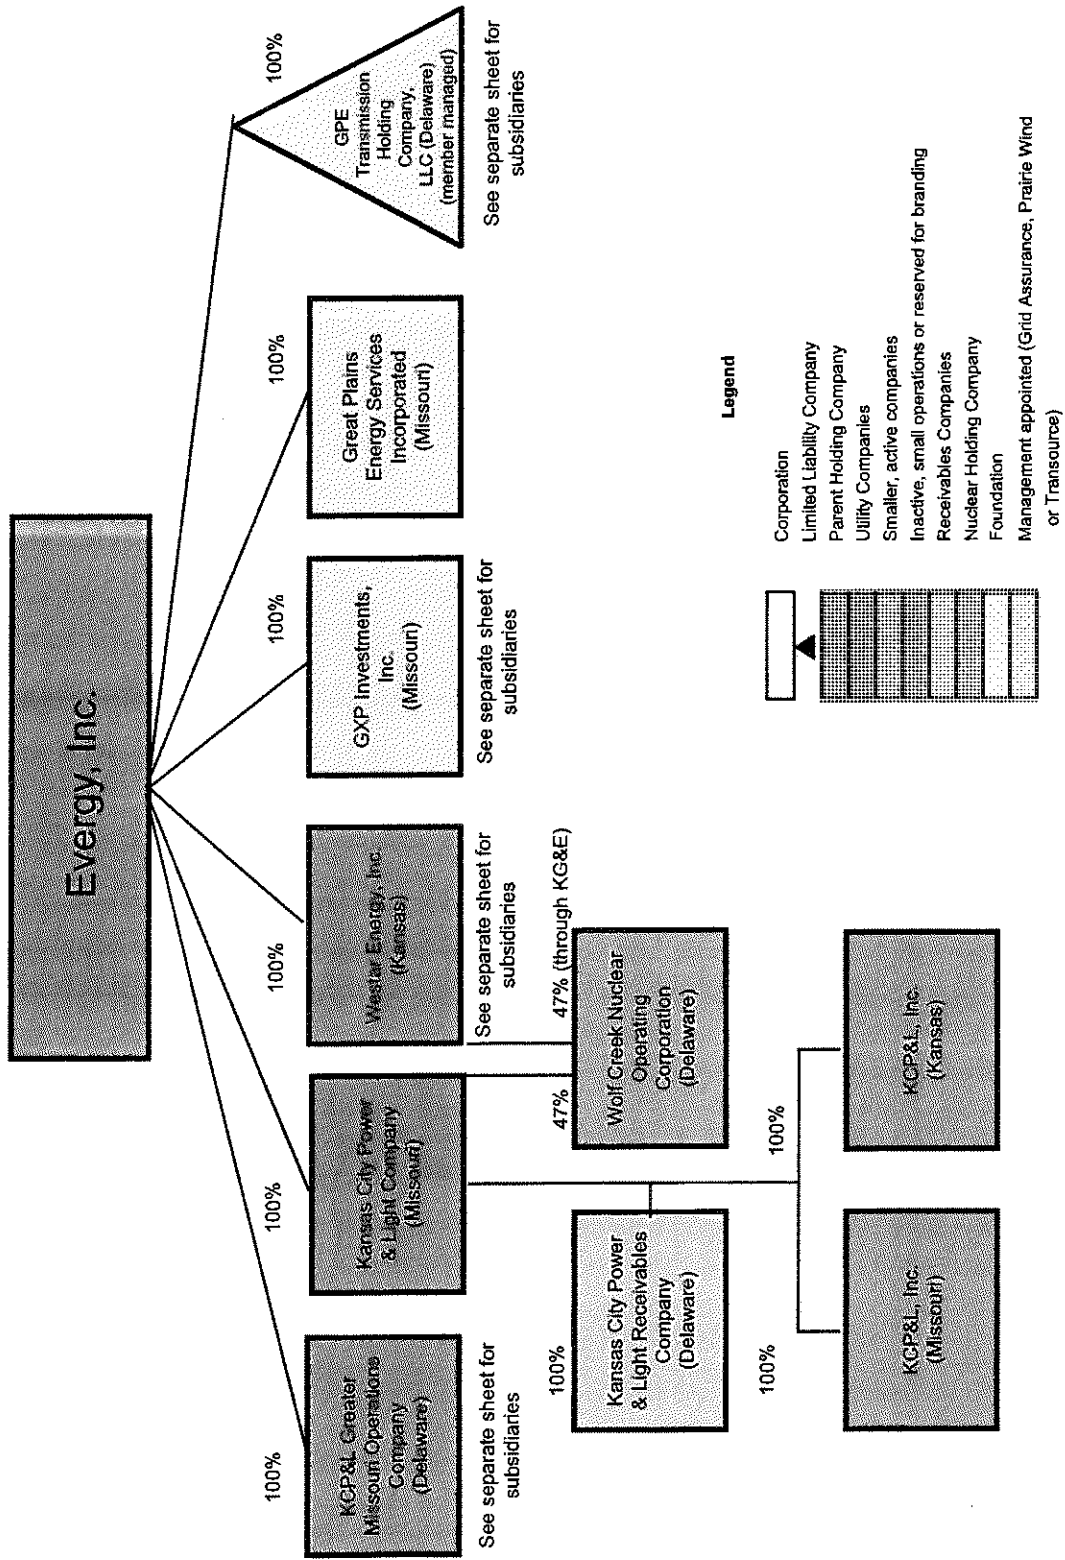 Evergy, Inc.
100%
100%
100%
100%
100%
100%
KCP&L Greater
Missouri Operations
Company
(Delaware)
See separate sheet for
subsidiaries
Kansas City Power
& Light Company
(Missouri)
Westar Energy, Inc.
(Kansas)
See separate sheet for
subsidiaries
GXP Investments,
Inc.
(Missouri)
See separate sheet for
subsidiaries
Great Plains
Energy Services
Incorporated
(Missouri)
GPE
Transmission
Holding
Company,
LLC (Delaware)
(member managed)
See separate sheet for
subsidiaries
100%
Kansas City Power
& Light Receivables
Company
(Delaware)
47%
47% (through KG&E)
Wolf Creek Nuclear
Operating
Corporation
(Delaware)
100%
KCP&L, Inc.
(Missouri)
100%
KCP&L, Inc.
(Kansas)
Legend
Corporation
Limited Liability Company
Parent Holding Company
Utility Companies
Smaller, active companies
Inactive, small operations or reserved for branding
Receivables Companies
Nuclear Holding Company
Foundation
Management appointed (Grid Assurance, Prairie Wind
or Transource)